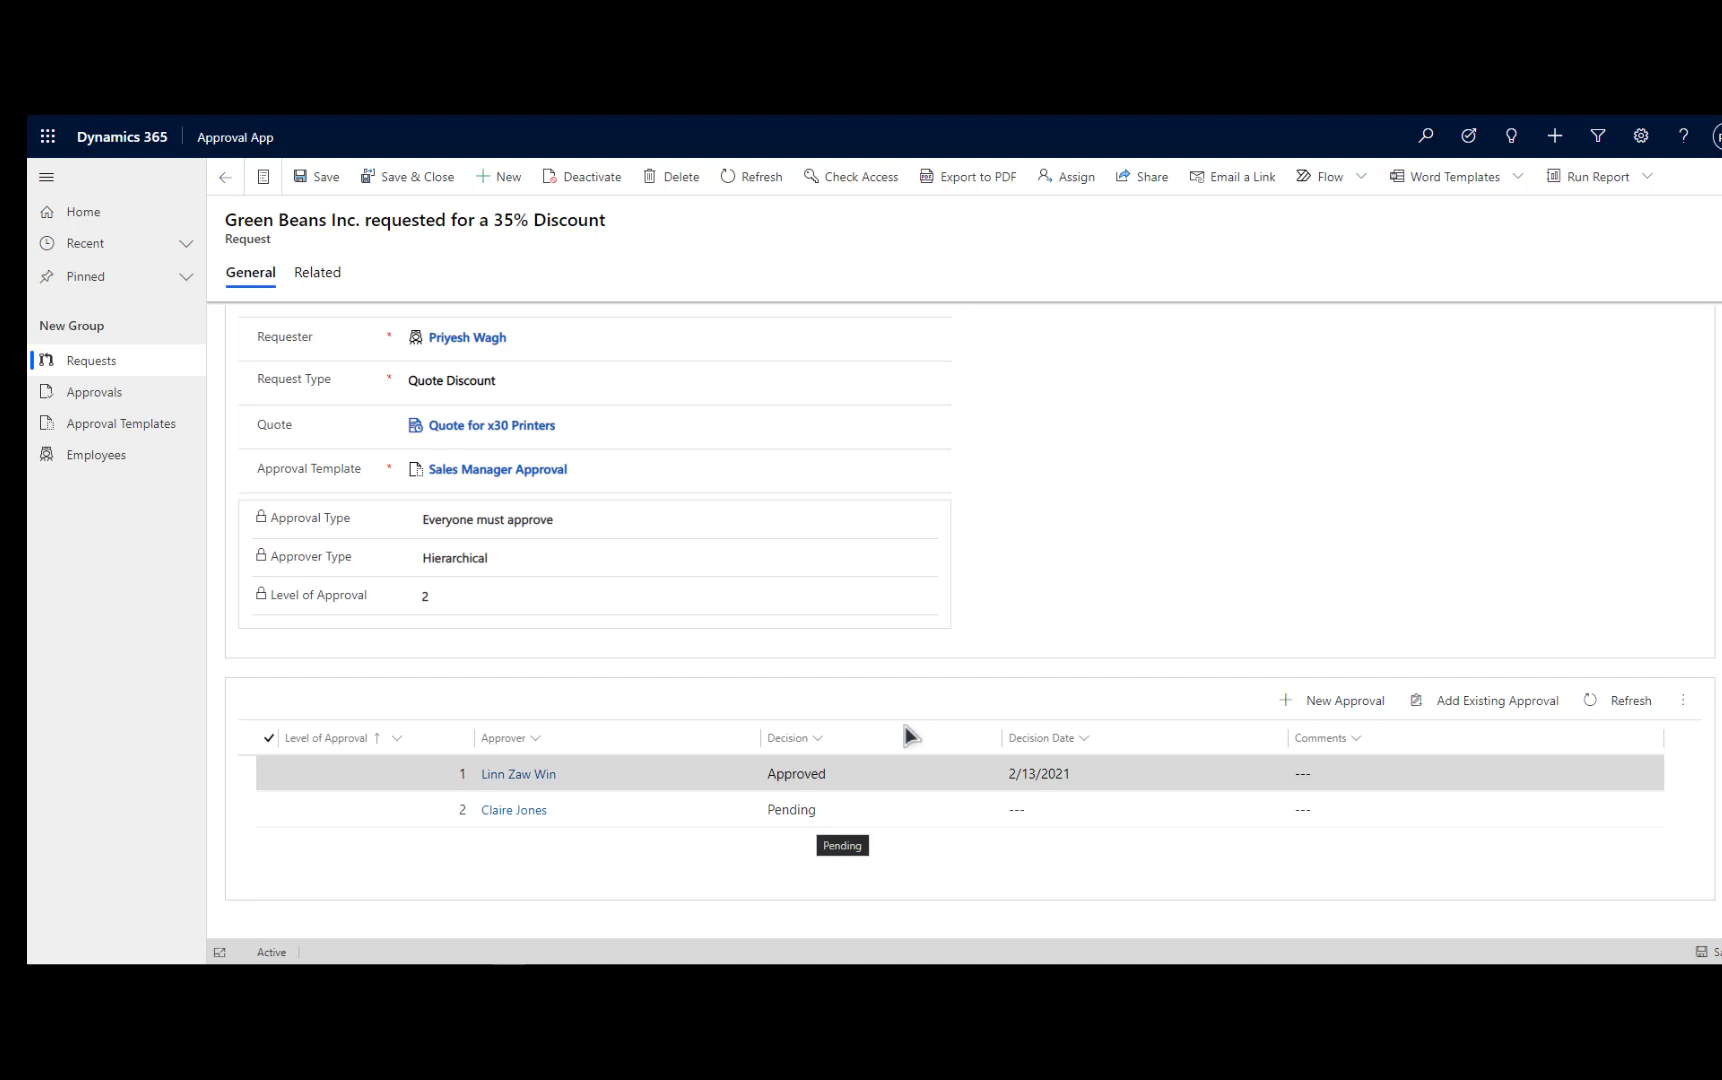 Dynamics 365 Approval App
Save Save & Close New Deactivate Delete Refresh Check Access Export to PDF Assign Share Email a Link Flow Word Templates Run Report
Home
Recent
Pinned
New Group
Requests
Approvals
Approval Templates
Employees
Green Beans Inc. requested for a 35% Discount
Request
General Related
Requester * Priyesh Wagh
Request Type * Quote Discount
Quote Quote for x30 Printers
Approval Template * Sales Manager Approval
Approval Type Everyone must approve
Approver Type Hierarchical
Level of Approval 2
New Approval Add Existing Approval Refresh
Level of Approval ↑ Approver Decision Decision Date Comments
1 Linn Zaw Win Approved 2/13/2021 ---
2 Claire Jones Pending --- ---
Pending
Active